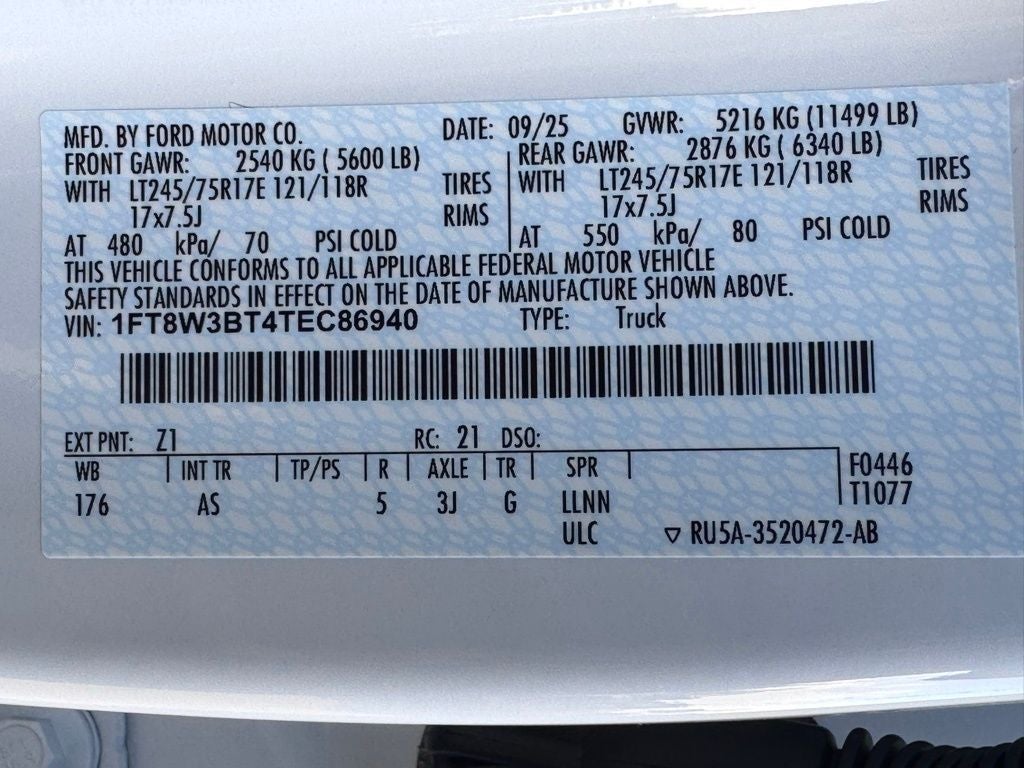 MFD. BY FORD MOTOR CO. DATE: 09/25 GVWR: 5216 KG (11499 LB)
FRONT GAWR: 2540 KG ( 5600 LB) REAR GAWR: 2876 KG ( 6340 LB)
WITH LT245/75R17E 121/118R TIRES WITH LT245/75R17E 121/118R TIRES
17x7.5J RIMS 17x7.5J RIMS
AT 480 kPa/ 70 PSI COLD AT 550 kPa/ 80 PSI COLD
THIS VEHICLE CONFORMS TO ALL APPLICABLE FEDERAL MOTOR VEHICLE
SAFETY STANDARDS IN EFFECT ON THE DATE OF MANUFACTURE SHOWN ABOVE.
VIN: 1FT8W3BT4TEC86940 TYPE: Truck
EXT PNT: Z1 RC: 21 DSO:
WB INT TR TP/PS R AXLE TR SPR F0446
176 AS 5 3J G LLNN T1077
ULC ▽ RU5A-3520472-AB